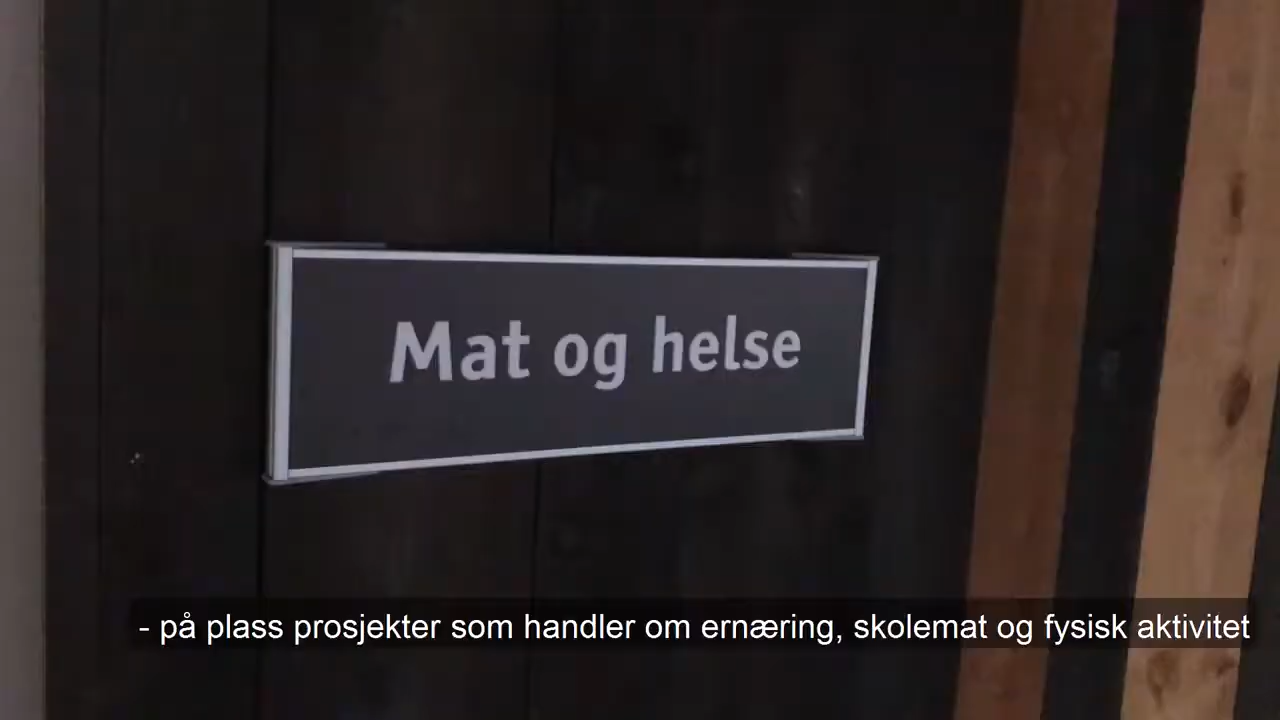 Mat og helse
- på plass prosjekter som handler om ernæring, skolemat og fysisk aktivitet